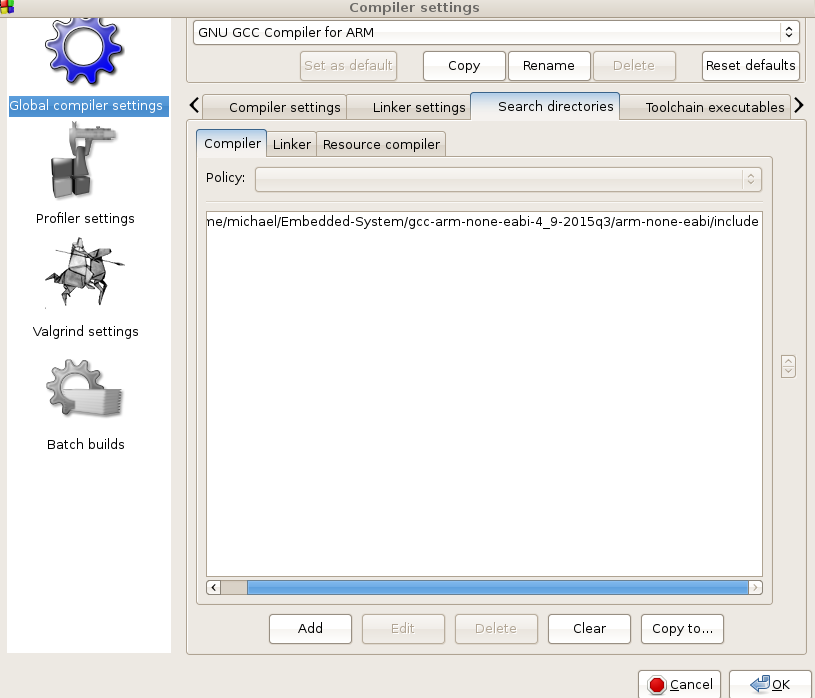 Compiler settings
GNU GCC Compiler for ARM
Set as default
Copy
Rename
Delete
Reset defaults
Global compiler settings
Profiler settings
Valgrind settings
Batch builds
Compiler settings
Linker settings
Search directories
Toolchain executables
Compiler
Linker
Resource compiler
Policy:
me/michael/Embedded-System/gcc-arm-none-eabi-4_9-2015q3/arm-none-eabi/include
Add
Edit
Delete
Clear
Copy to...
Cancel
OK